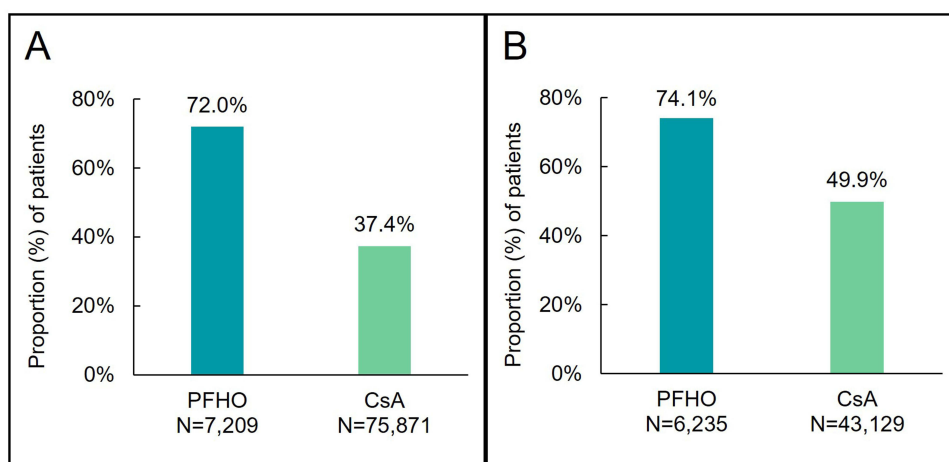 A
Proportion (%) of patients
80%
60%
40%
20%
0%
72.0%
37.4%
PFHO
N=7,209
CsA
N=75,871
B
Proportion (%) of patients
80%
60%
40%
20%
0%
74.1%
49.9%
PFHO
N=6,235
CsA
N=43,129